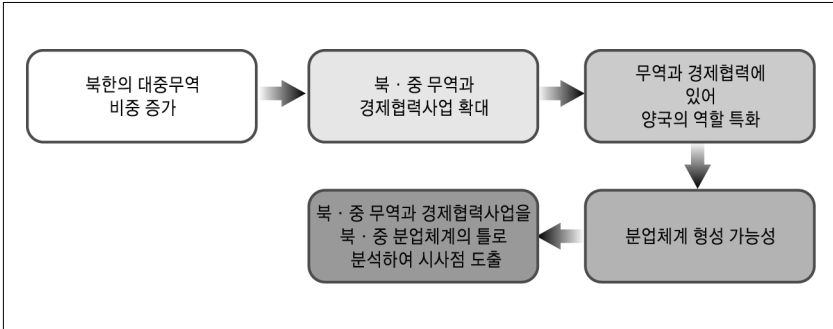 북한의 대중무역
비중 증가
북 · 중 무역과
경제협력사업 확대
무역과 경제협력에
있어
양국의 역할 특화
분업체계 형성 가능성
북 · 중 무역과 경제협력사업을
북 · 중 분업체계의 틀로
분석하여 시사점 도출